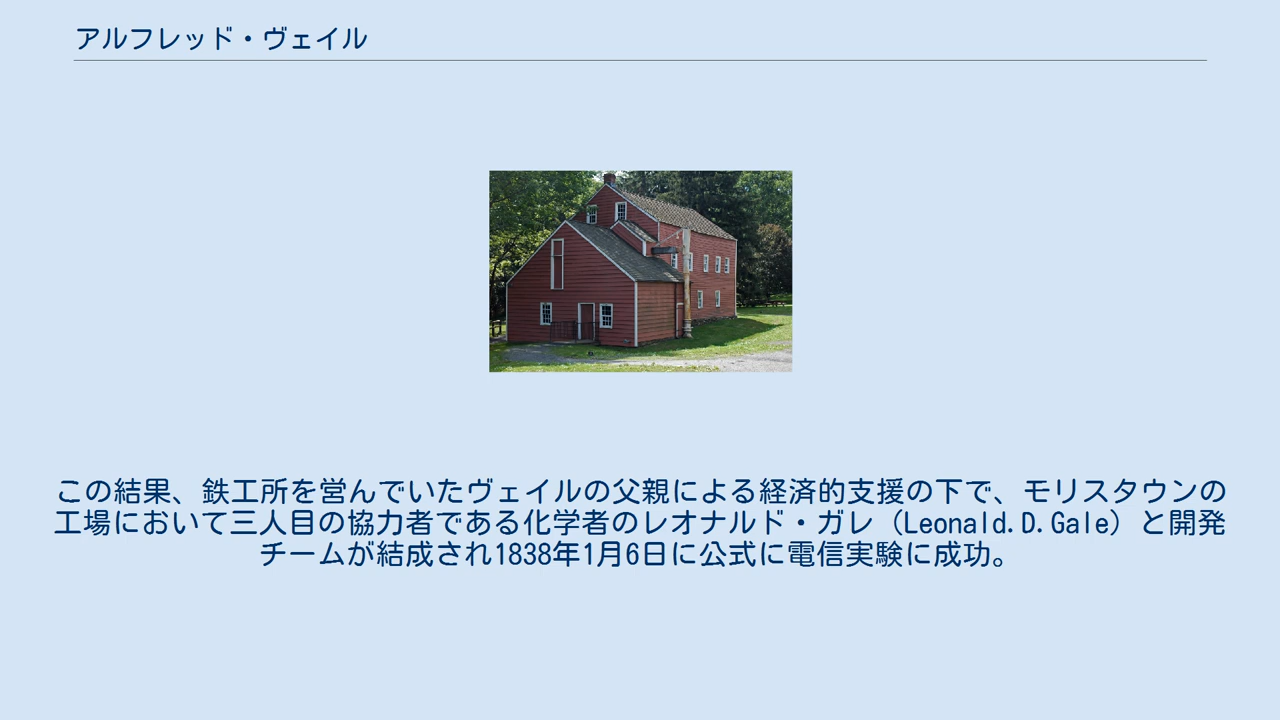 アルフレッド・ヴェイル
この結果、鉄工所を営んでいたヴェイルの父親による経済的支援の下で、モリスタウンの
工場において三人目の協力者である化学者のレオナルド・ガレ（Leonald.D.Gale）と開発
チームが結成され1838年1月6日に公式に電信実験に成功。